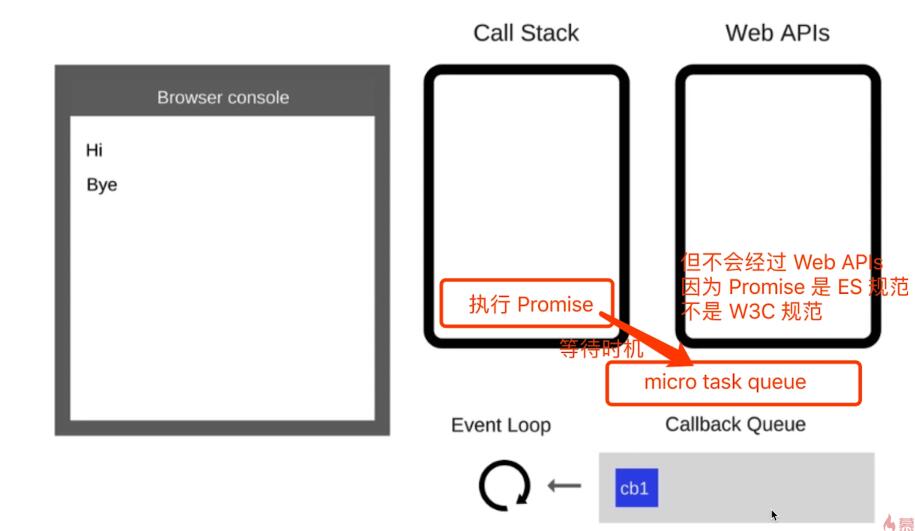 Call Stack
Web APIs
Browser console
Hi
Bye
但不会经过 Web APIs
因为 Promise 是 ES 规范
不是 W3C 规范
执行 Promise
等待时机
micro task queue
Event Loop
Callback Queue
cb1
慕